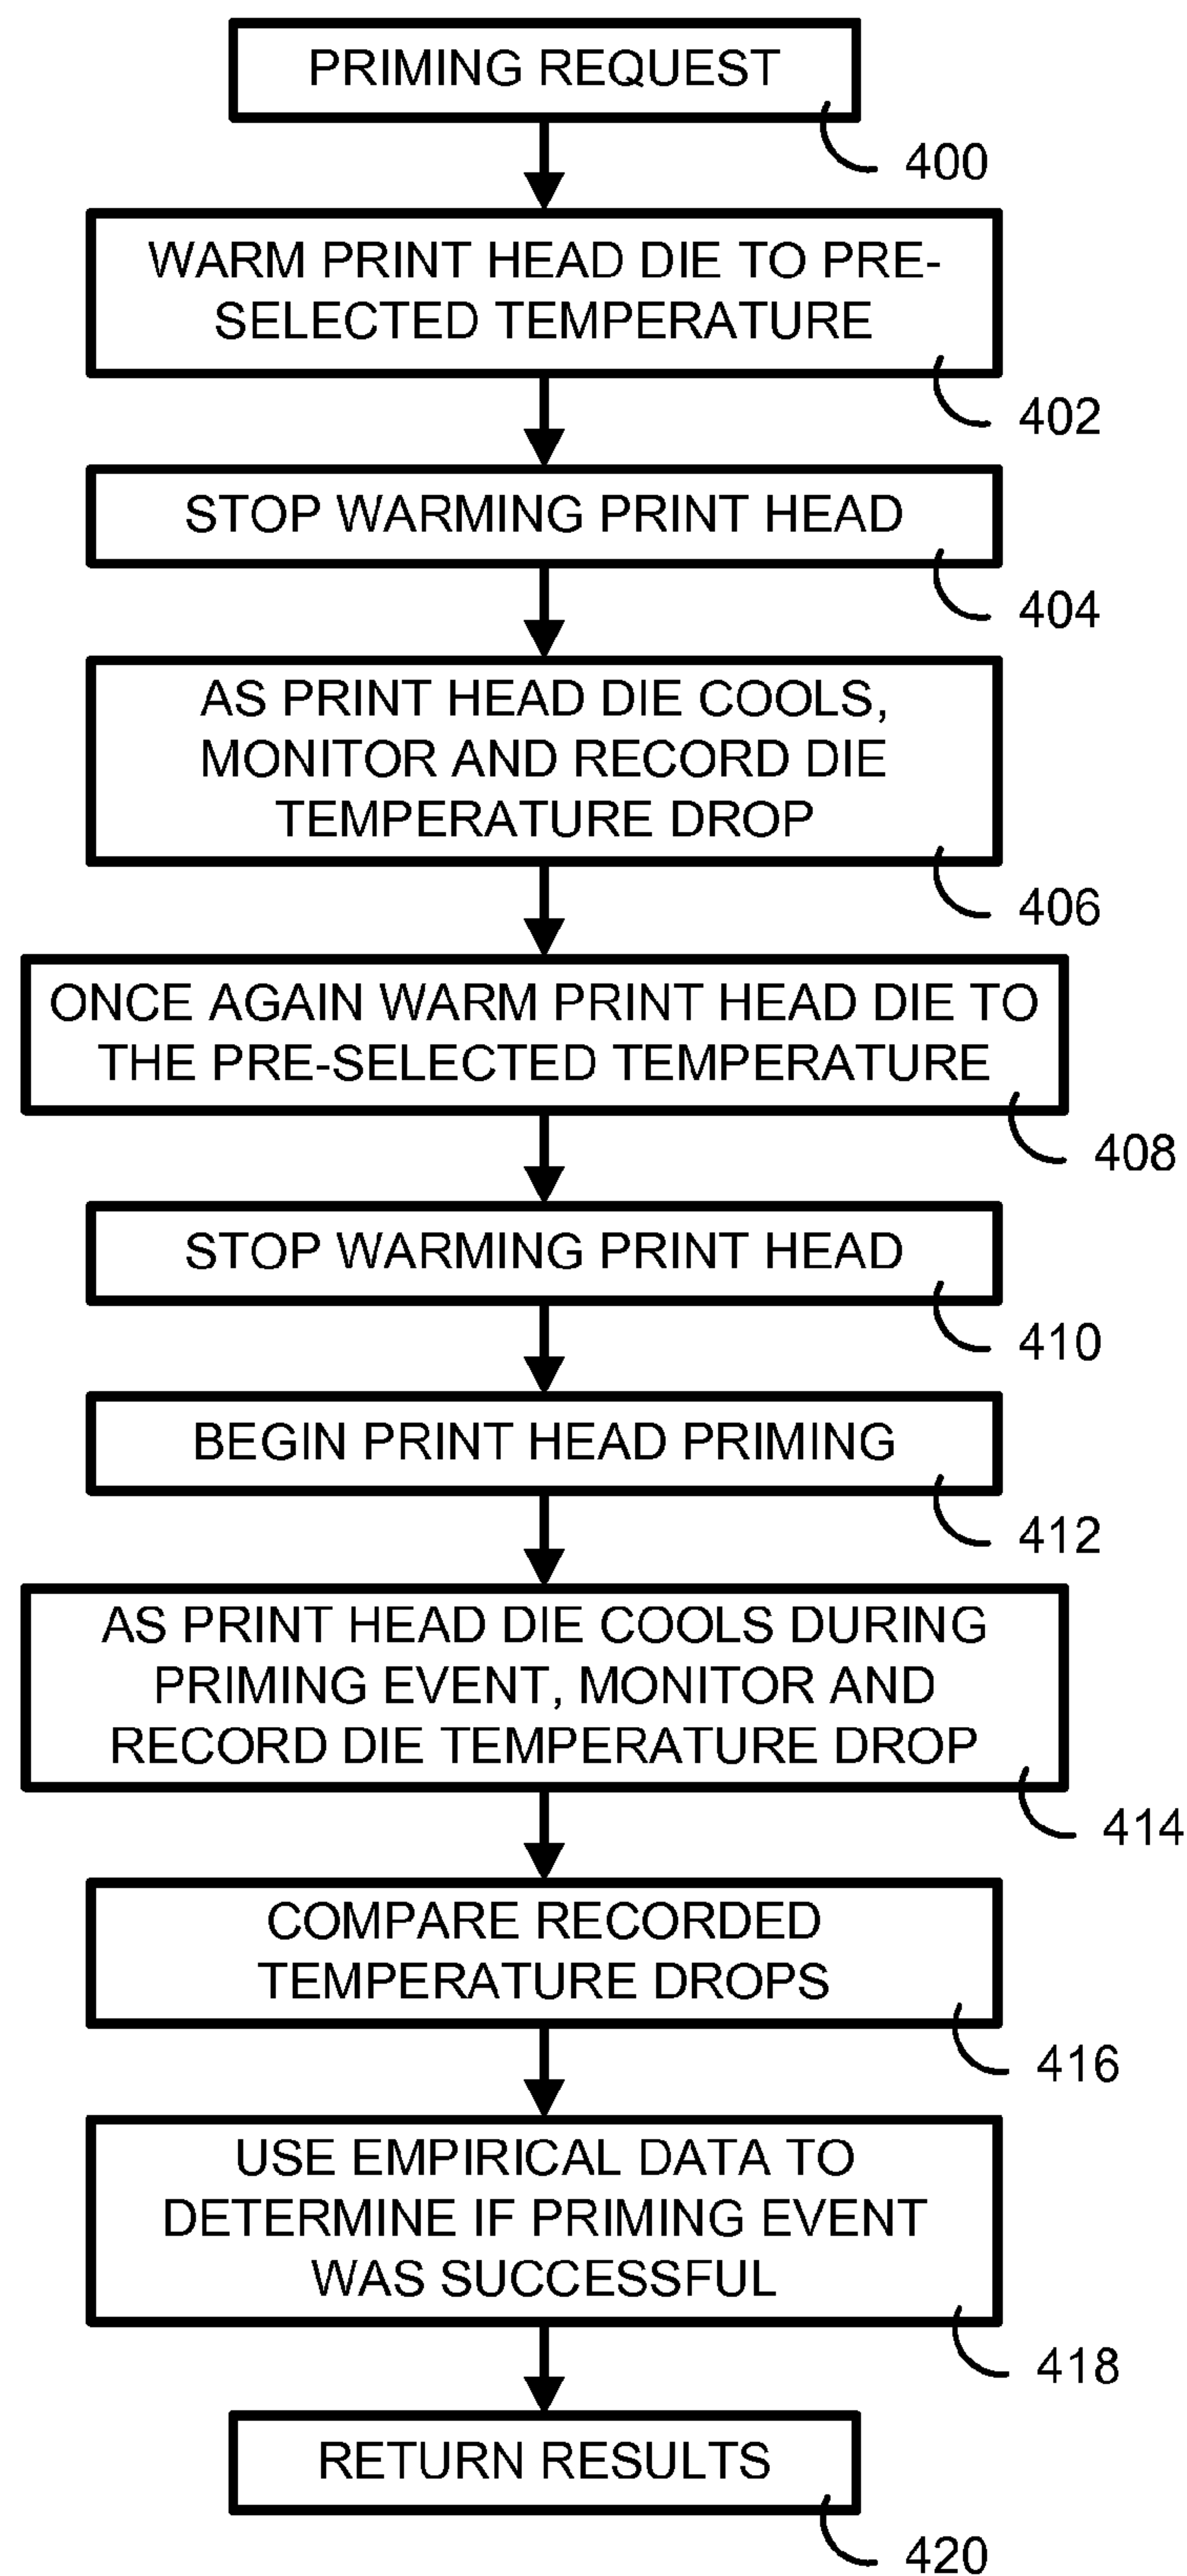 PRIMING REQUEST
400
WARM PRINT HEAD DIE TO PRE-
SELECTED TEMPERATURE
402
STOP WARMING PRINT HEAD
404
AS PRINT HEAD DIE COOLS,
MONITOR AND RECORD DIE
TEMPERATURE DROP
406
ONCE AGAIN WARM PRINT HEAD DIE TO
THE PRE-SELECTED TEMPERATURE
408
STOP WARMING PRINT HEAD
410
BEGIN PRINT HEAD PRIMING
412
AS PRINT HEAD DIE COOLS DURING
PRIMING EVENT, MONITOR AND
RECORD DIE TEMPERATURE DROP
414
COMPARE RECORDED
TEMPERATURE DROPS
416
USE EMPIRICAL DATA TO
DETERMINE IF PRIMING EVENT
WAS SUCCESSFUL
418
RETURN RESULTS
420